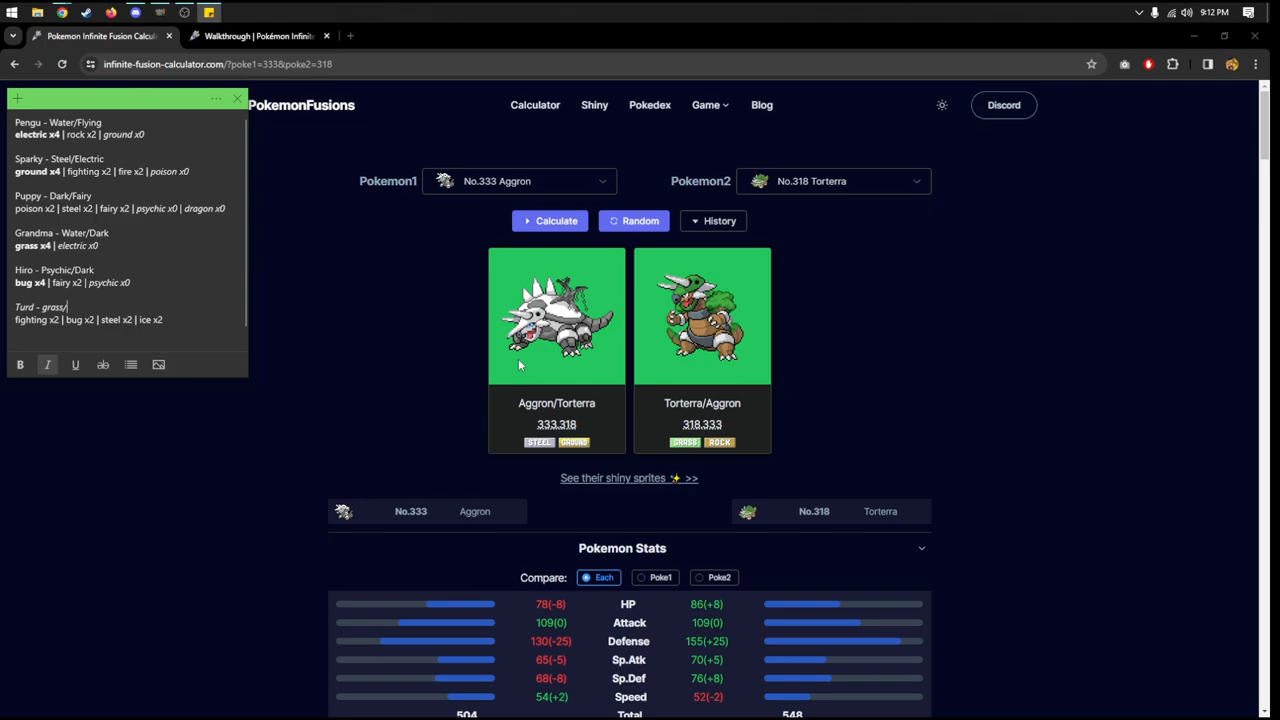 9:12 PM
Pokemon Infinite Fusion Calcula
Walkthrough | Pokémon Infinite
infinite-fusion-calculator.com/?poke1=333&poke2=318
PokemonFusions
Calculator
Shiny
Pokedex
Game
Blog
Discord
Pengu - Water/Flying
electric x4 | rock x2 | ground x0
Sparky - Steel/Electric
ground x4 | fighting x2 | fire x2 | poison x0
Puppy - Dark/Fairy
poison x2 | steel x2 | fairy x2 | psychic x0 | dragon x0
Grandma - Water/Dark
grass x4 | electric x0
Hiro - Psychic/Dark
bug x4 | fairy x2 | psychic x0
Turd - grass/
fighting x2 | bug x2 | steel x2 | ice x2
B I U ab
Pokemon1
No.333 Aggron
Pokemon2
No.318 Torterra
Calculate
Random
History
Aggron/Torterra
333.318
STEEL GROUND
Torterra/Aggron
318.333
GRASS ROCK
See their shiny sprites ✨ >>
No.333 Aggron
No.318 Torterra
Pokemon Stats
Compare:
Each
Poke1
Poke2
78(-8) HP 86(+8)
109(0) Attack 109(0)
130(-25) Defense 155(+25)
65(-5) Sp.Atk 70(+5)
68(-8) Sp.Def 76(+8)
54(+2) Speed 52(-2)
504 Total 548